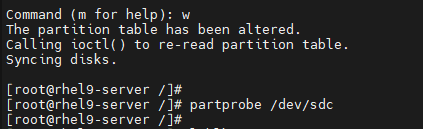 Command (m for help): w
The partition table has been altered.
Calling ioctl() to re-read partition table.
Syncing disks.
[root@rhel9-server /]#
[root@rhel9-server /]# partprobe /dev/sdc
[root@rhel9-server /]#